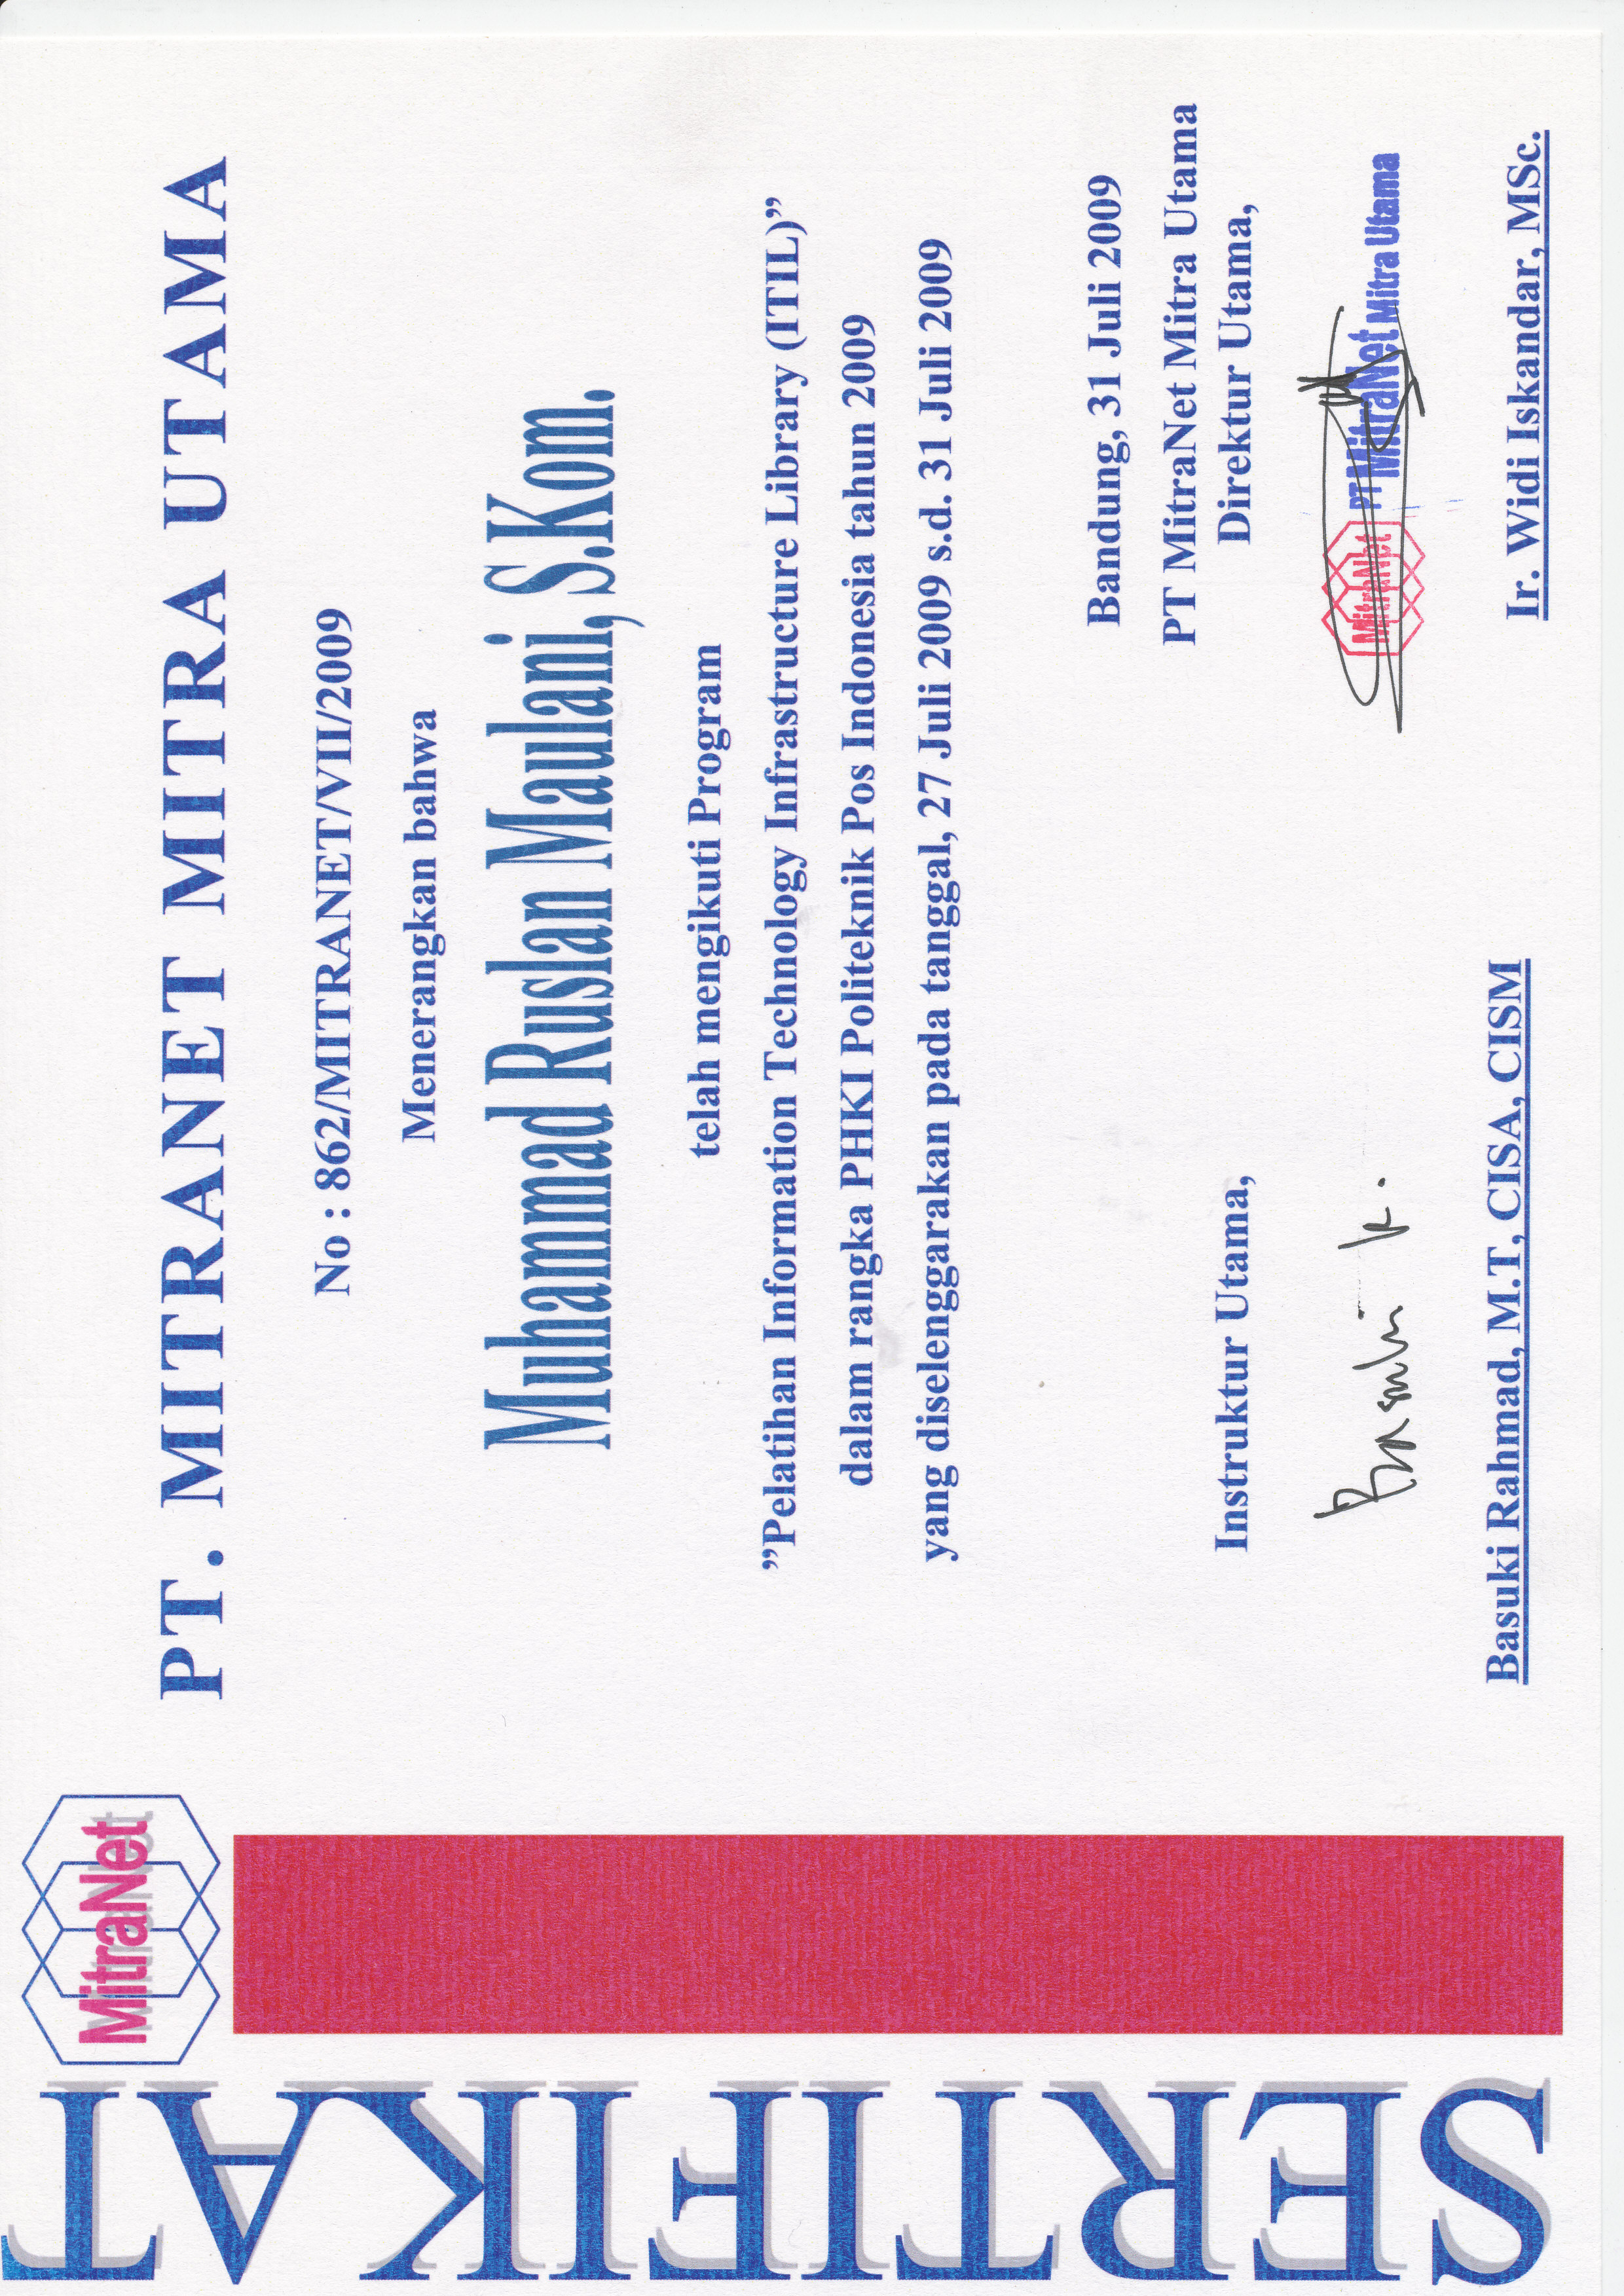 SERTIFIKAT
MitraNet
PT. MITRANET MITRA UTAMA
No : 862/MITRANET/VII/2009
Menerangkan bahwa
Muhammad Ruslan Maulani, S.Kom.
telah mengikuti Program
”Pelatihan Information Technology Infrastructure Library (ITIL)”
dalam rangka PHKI Politeknik Pos Indonesia tahun 2009
yang diselenggarakan pada tanggal, 27 Juli 2009 s.d. 31 Juli 2009
Bandung, 31 Juli 2009
PT MitraNet Mitra Utama
Direktur Utama,
MitraNet PT MitraNet Mitra Utama
Ir. Widi Iskandar, MSc.
Instruktur Utama,
Basuki R.
Basuki Rahmad, M.T, CISA, CISM